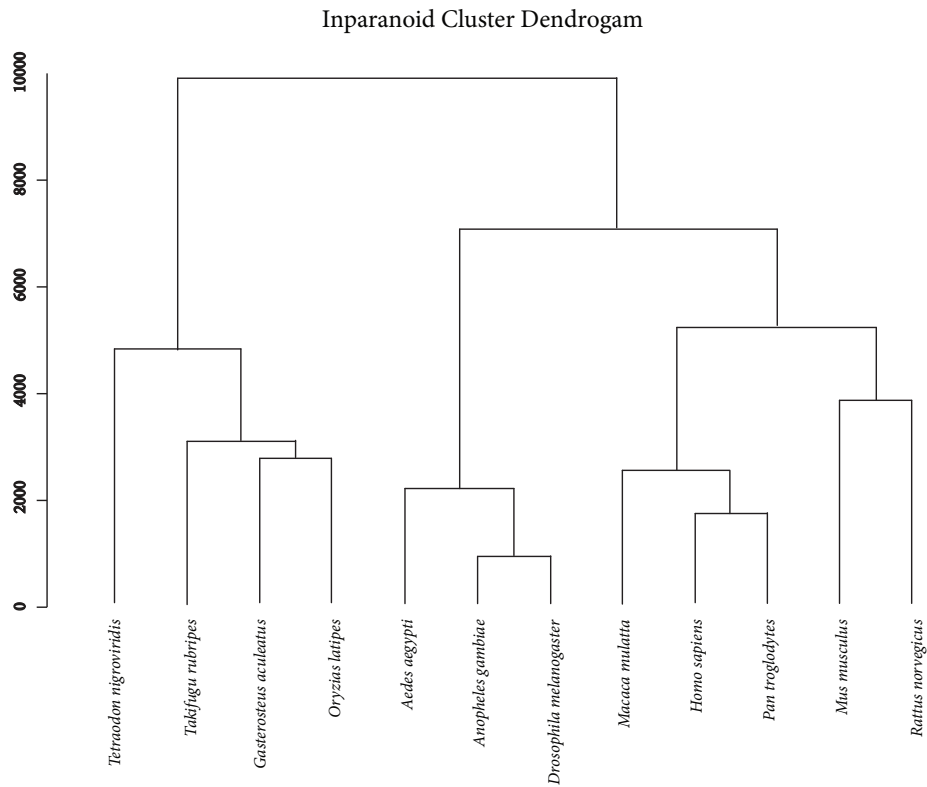 Inparanoid Cluster Dendrogam
10000
8000
6000
4000
2000
0
Tetraodon nigroviridis
Takifugu rubripes
Gasterosteus aculeatus
Oryzias latipes
Aedes aegypti
Anopheles gambiae
Drosophila melanogaster
Macaca mulatta
Homo sapiens
Pan troglodytes
Mus musculus
Rattus norvegicus